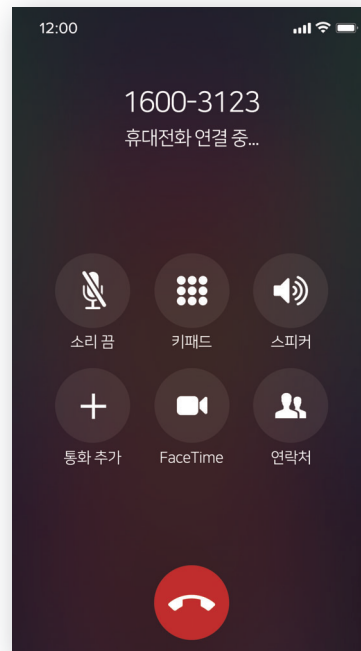 12:00
1600-3123
휴대전화 연결 중...
소리 끔
키패드
스피커
통화 추가
FaceTime
연락처